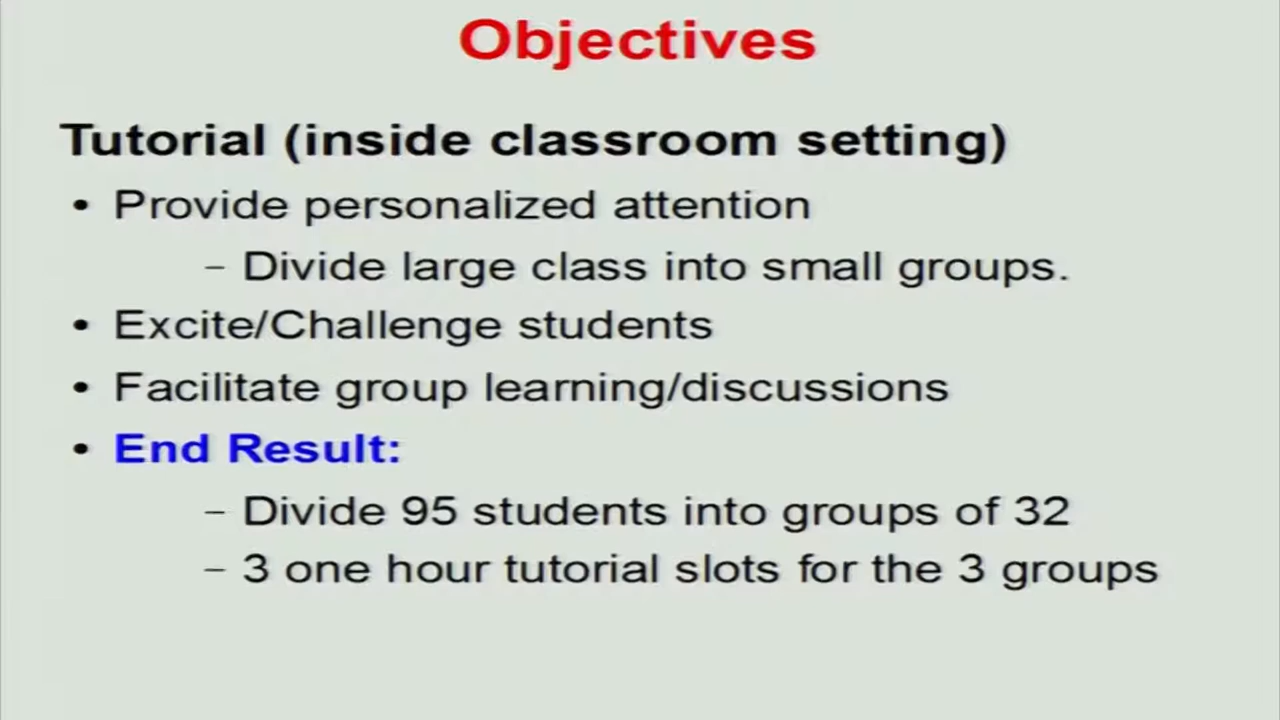 Objectives
Tutorial (inside classroom setting)
• Provide personalized attention
– Divide large class into small groups.
• Excite/Challenge students
• Facilitate group learning/discussions
• End Result:
– Divide 95 students into groups of 32
– 3 one hour tutorial slots for the 3 groups